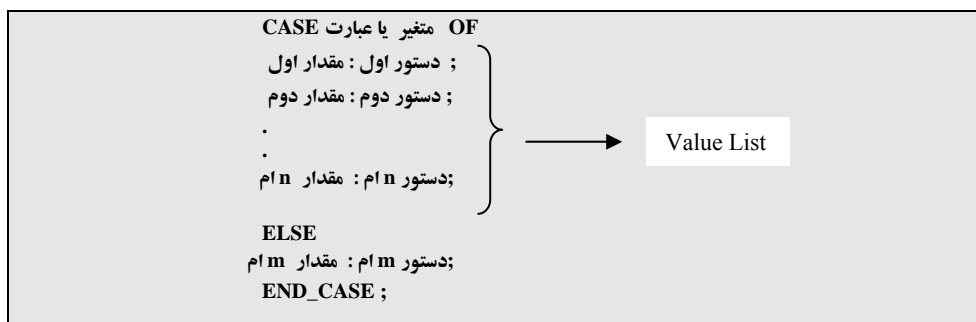 CASE متغیر یا عبارت OF
مقدار اول : دستور اول ;
مقدار دوم : دستور دوم ;
.
.
مقدار n ام : دستور n ام;
Value List
ELSE
مقدار m ام : دستور m ام;
END_CASE ;